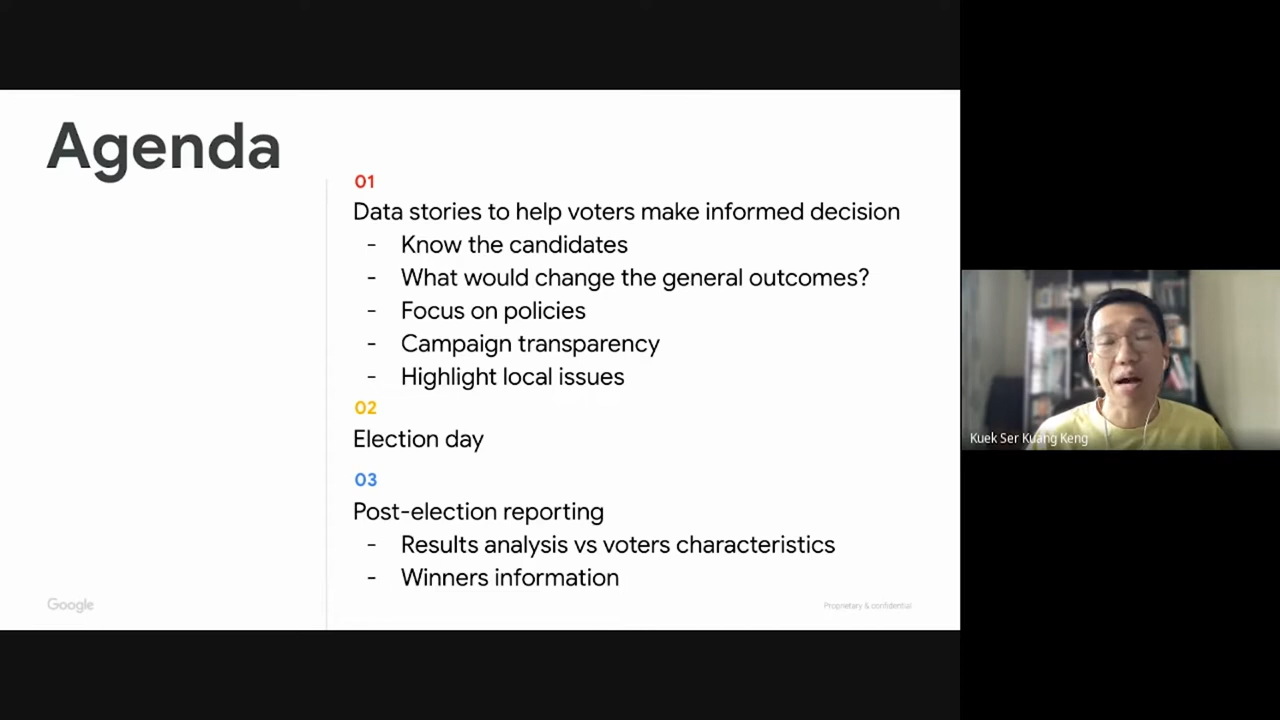 Agenda
01
Data stories to help voters make informed decision
- Know the candidates
- What would change the general outcomes?
- Focus on policies
- Campaign transparency
- Highlight local issues
02
Election day
03
Post-election reporting
- Results analysis vs voters characteristics
- Winners information
Google
Proprietary & confidential
Kuek Ser Kuang Keng